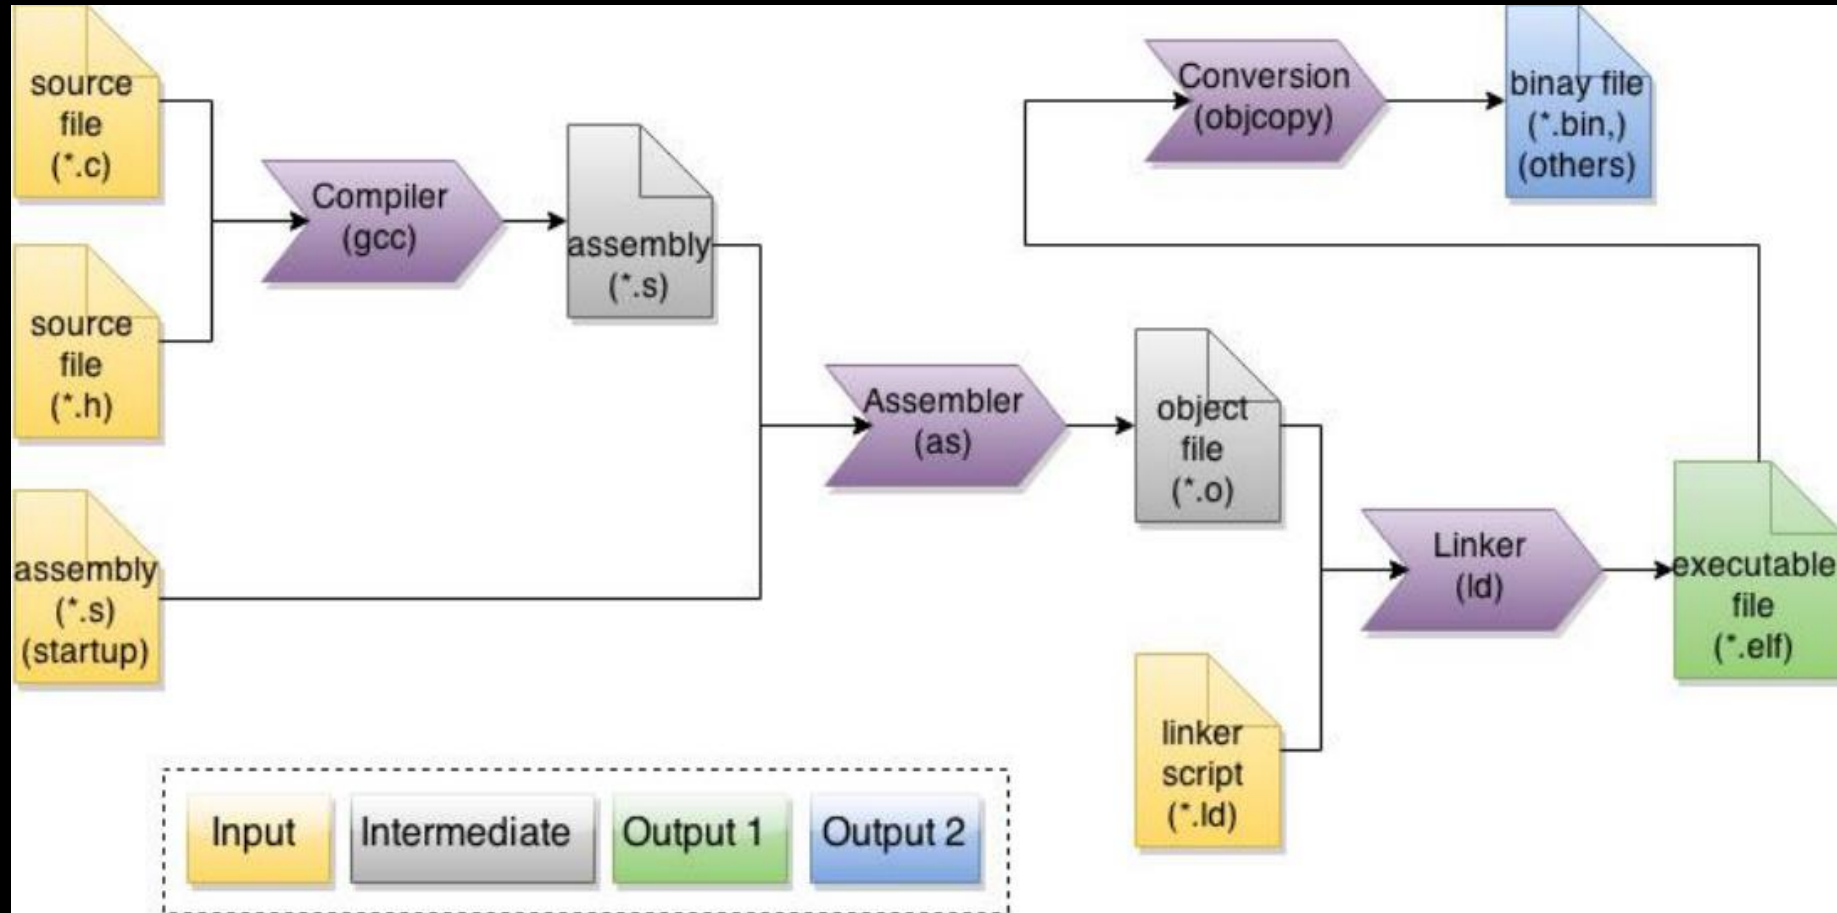 source
file
(*.c)
source
file
(*.h)
assembly
(*.s)
(startup)
Compiler
(gcc)
assembly
(*.s)
Assembler
(as)
object
file
(*.o)
linker
script
(*.ld)
Linker
(ld)
executable
file
(*.elf)
Conversion
(objcopy)
binay file
(*.bin,)
(others)
Input
Intermediate
Output 1
Output 2